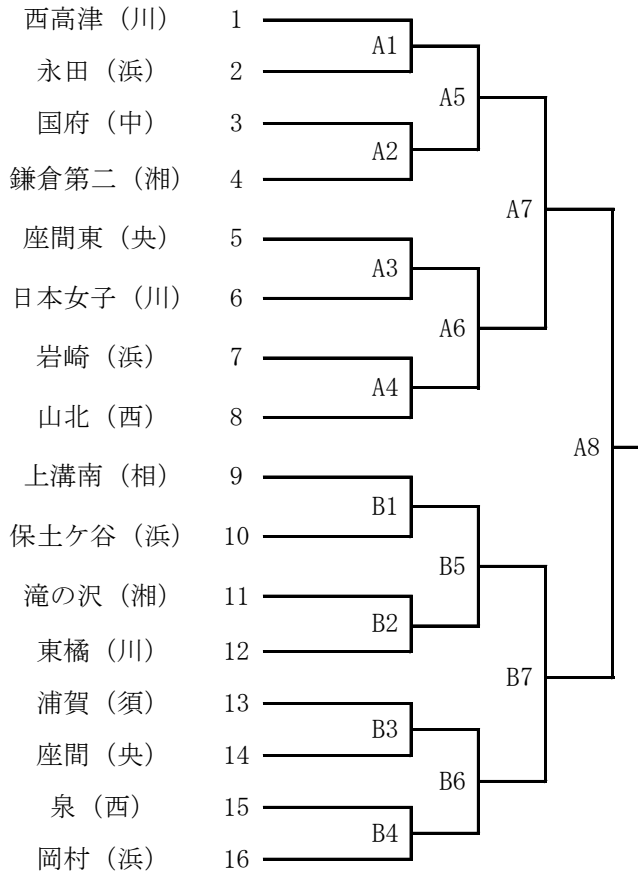 西高津（川） 1
A1
永田（浜） 2
A5
国府（中） 3
A2
鎌倉第二（湘） 4
A7
座間東（央） 5
A3
日本女子（川） 6
A6
岩崎（浜） 7
A4
山北（西） 8
A8
上溝南（相） 9
B1
保土ケ谷（浜） 10
B5
滝の沢（湘） 11
B2
東橘（川） 12
B7
浦賀（須） 13
B3
座間（央） 14
B6
泉（西） 15
B4
岡村（浜） 16